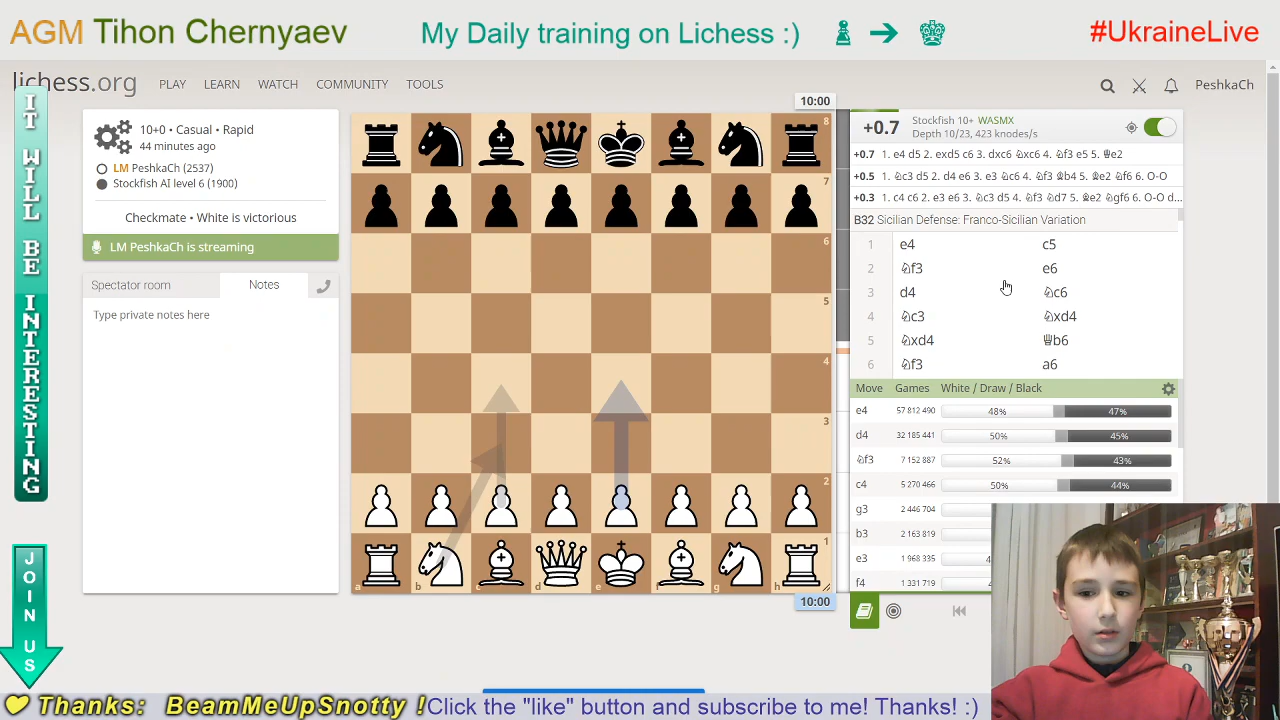 AGM Tihon Chernyaev
My Daily training on Lichess :)
#UkraineLive
lichess.org
PLAY
LEARN
WATCH
COMMUNITY
TOOLS
PeshkaCh
IT WILL BE INTERESTING
JOIN US
10+0 • Casual • Rapid
44 minutes ago
LM PeshkaCh (2537)
Stockfish AI level 6 (1900)
Checkmate • White is victorious
LM PeshkaCh is streaming
Spectator room
Notes
Type private notes here
10:00
8
7
6
5
4
3
2
1
a b c d e f g h
10:00
+0.7
Stockfish 10+ WASMX
Depth 10/23, 423 knodes/s
+0.7 1. e4 d5 2. exd5 c6 3. dxc6 ♘xc6 4. ♘f3 e5 5. ♕e2
+0.5 1. ♘c3 d5 2. d4 e6 3. e3 ♘c6 4. ♘f3 ♗b4 5. ♗e2 ♘f6 6. O-O
+0.3 1. c4 c6 2. e3 e6 3. ♘c3 d5 4. ♘f3 ♘d7 5. ♗e2 ♘gf6 6. O-O d...
B32 Sicilian Defense: Franco-Sicilian Variation
1 e4 c5
2 ♘f3 e6
3 d4 ♘c6
4 ♘c3 ♘xd4
5 ♘xd4 ♕b6
6 ♘f3 a6
Move Games White / Draw / Black
e4 57 812 490 48% 47%
d4 32 185 441 50% 45%
♘f3 7 152 887 52% 43%
c4 5 270 466 50% 44%
g3 2 446 704
b3 2 163 819
e3 1 968 335
f4 1 331 719
Thanks: BeamMeUpSnotty !
Click the "like" button and subscribe to me! Thanks! :)